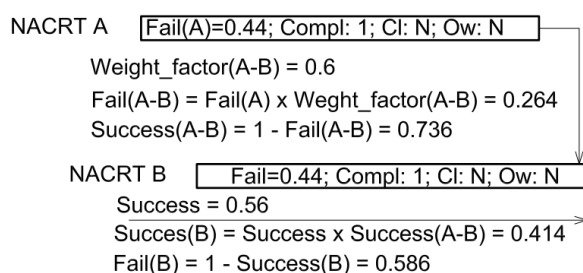 NACRT A Fail(A)=0.44; Compl: 1; Cl: N; Ow: N
Weight_factor(A-B) = 0.6
Fail(A-B) = Fail(A) x Weght_factor(A-B) = 0.264
Success(A-B) = 1 - Fail(A-B) = 0.736
NACRT B Fail=0.44; Compl: 1; Cl: N; Ow: N
Success = 0.56
Succes(B) = Success x Success(A-B) = 0.414
Fail(B) = 1 - Success(B) = 0.586